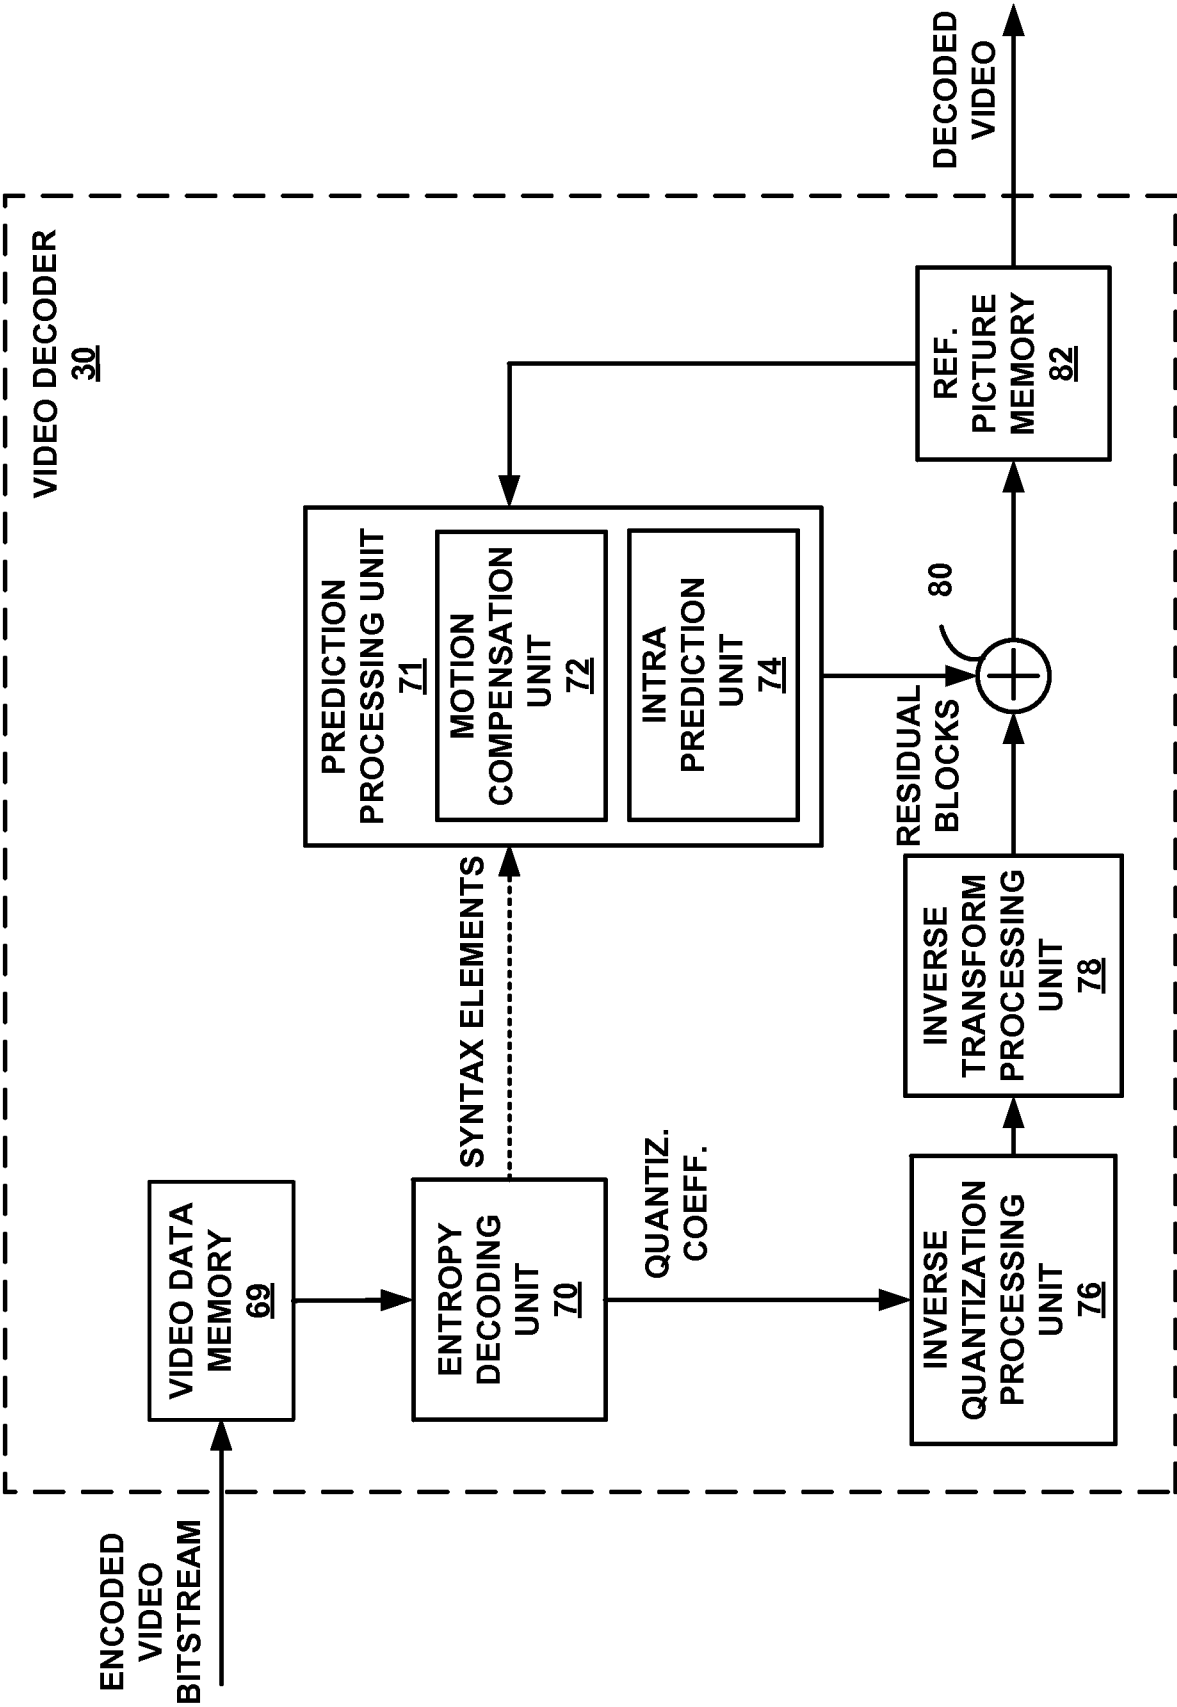 VIDEO DECODER
30
ENCODED
VIDEO
BITSTREAM
VIDEO DATA
MEMORY
69
ENTROPY
DECODING
UNIT
70
SYNTAX ELEMENTS
PREDICTION
PROCESSING UNIT
71
MOTION
COMPENSATION
UNIT
72
INTRA
PREDICTION
UNIT
74
QUANTIZ.
COEFF.
INVERSE
QUANTIZATION
PROCESSING
UNIT
76
INVERSE
TRANSFORM
PROCESSING
UNIT
78
RESIDUAL
BLOCKS
80
REF.
PICTURE
MEMORY
82
DECODED
VIDEO